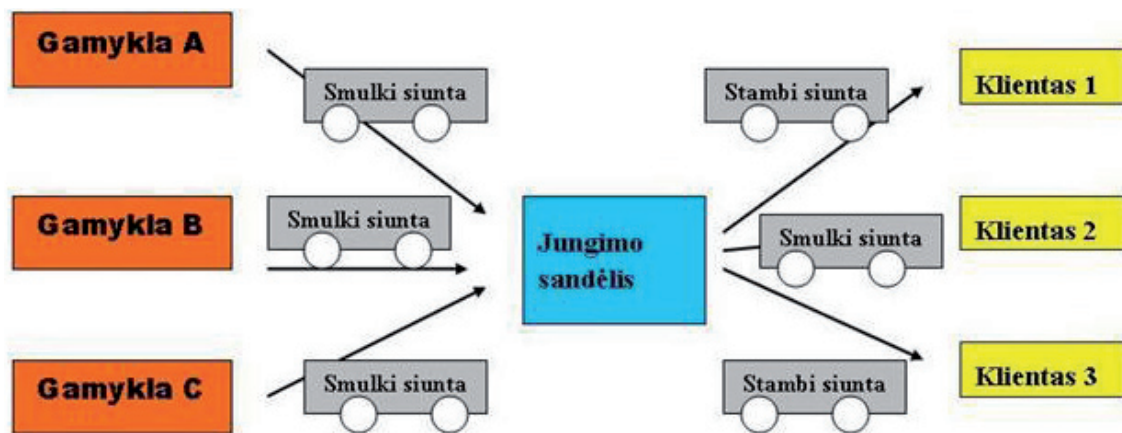 Gamykla A
Smulki siunta
Stambi siunta
Klientas 1
Gamykla B
Smulki siunta
Jungimo
sandėlis
Smulki siunta
Klientas 2
Gamykla C
Smulki siunta
Stambi siunta
Klientas 3